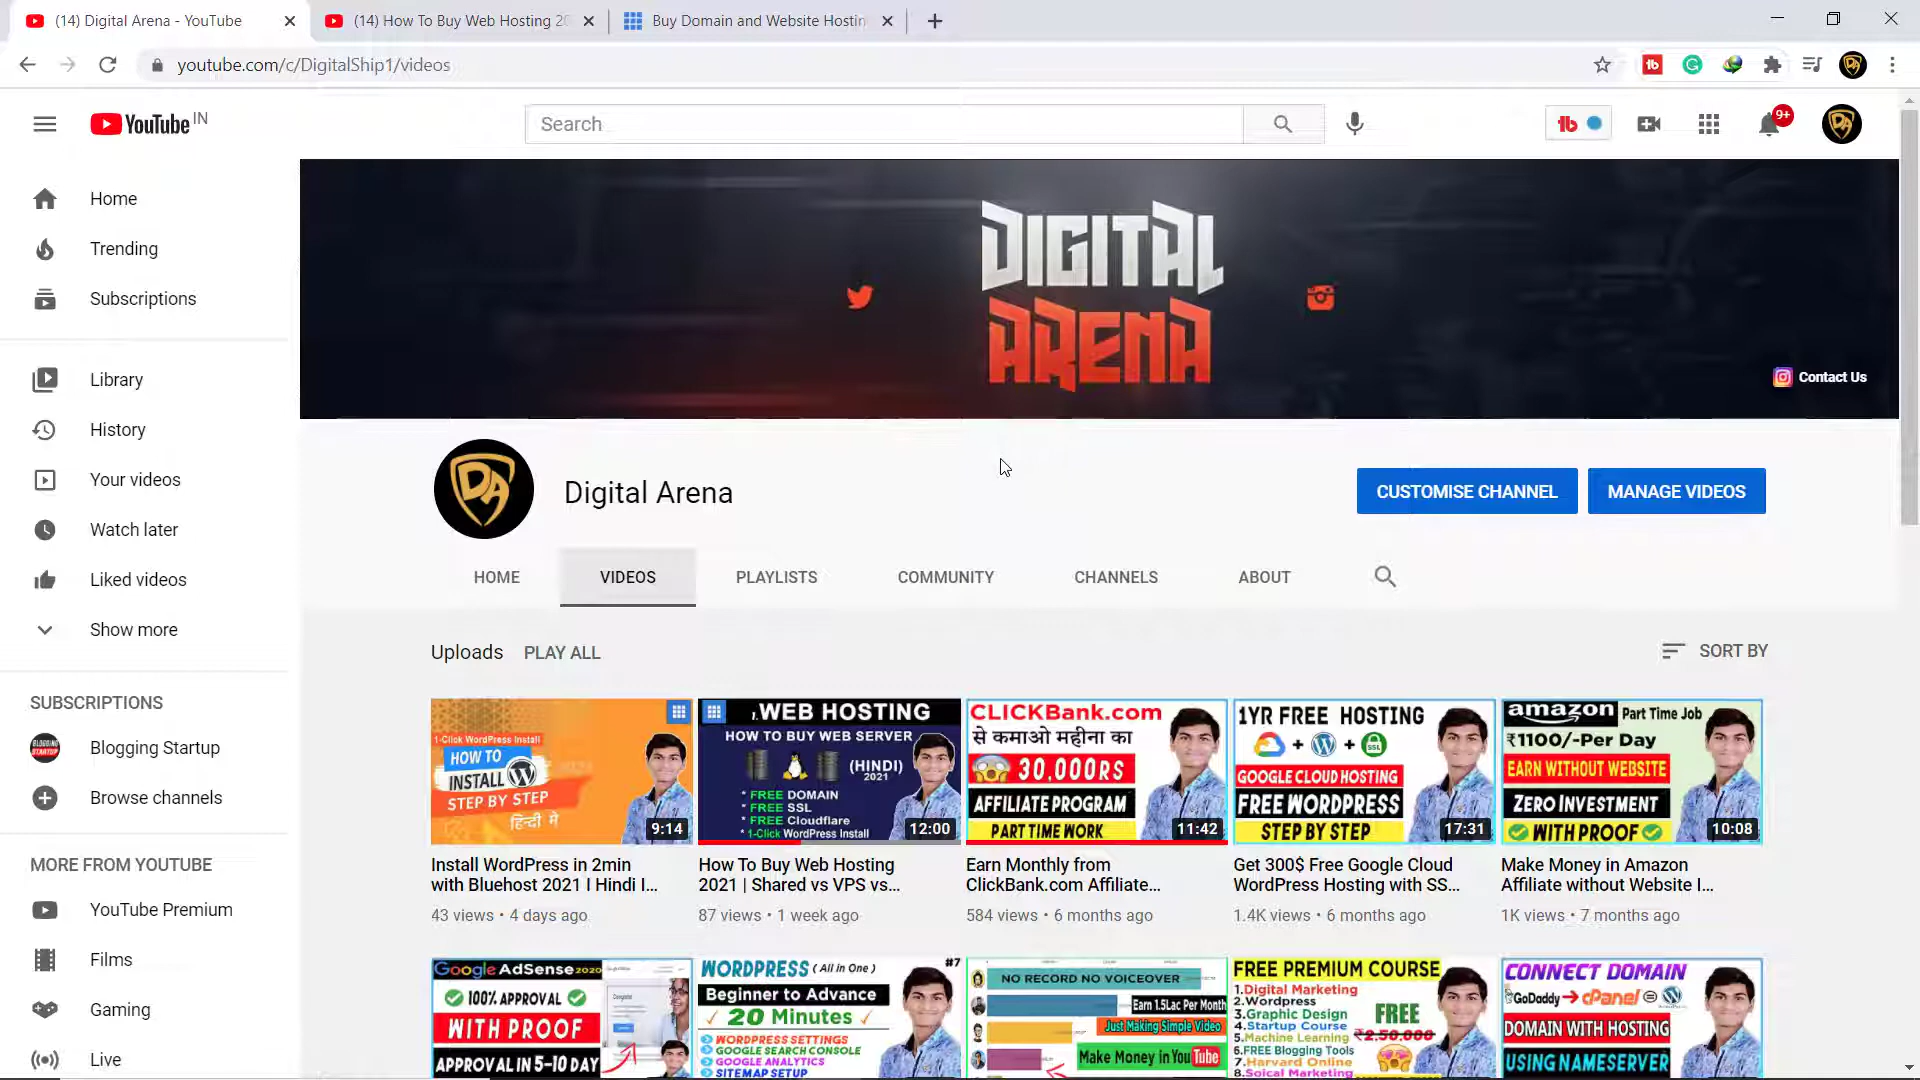 (14) Digital Arena - YouTube
(14) How To Buy Web Hosting 20
Buy Domain and Website Hostin
youtube.com/c/DigitalShip1/videos
YouTube IN
Search
9+
Home
Trending
Subscriptions
Library
History
Your videos
Watch later
Liked videos
Show more
SUBSCRIPTIONS
Blogging Startup
Browse channels
MORE FROM YOUTUBE
YouTube Premium
Films
Gaming
Live
DIGITAL
ARENA
Contact Us
Digital Arena
CUSTOMISE CHANNEL
MANAGE VIDEOS
HOME
VIDEOS
PLAYLISTS
COMMUNITY
CHANNELS
ABOUT
Uploads
PLAY ALL
SORT BY
1-Click WordPress Install
HOW TO
INSTALL
STEP BY STEP
हिन्दी मे
9:14
Install WordPress in 2min
with Bluehost 2021 I Hindi I...
43 views • 4 days ago
1.WEB HOSTING
HOW TO BUY WEB SERVER
(HINDI)
2021
* FREE DOMAIN
* FREE SSL
* FREE Cloudflare
* 1-Click WordPress Install
12:00
How To Buy Web Hosting
2021 | Shared vs VPS vs...
87 views • 1 week ago
CLICKBank.com
से कमाओ महीना का
30,000RS
AFFILIATE PROGRAM
PART TIME WORK
11:42
Earn Monthly from
ClickBank.com Affiliate...
584 views • 6 months ago
1YR FREE HOSTING
SSL
GOOGLE CLOUD HOSTING
FREE WORDPRESS
STEP BY STEP
17:31
Get 300$ Free Google Cloud
WordPress Hosting with SS...
1.4K views • 6 months ago
amazon Part Time Job
₹1100/-Per Day
EARN WITHOUT WEBSITE
ZERO INVESTMENT
WITH PROOF
10:08
Make Money in Amazon
Affiliate without Website I...
1K views • 7 months ago
Google AdSense 2020
100% APPROVAL
WITH PROOF
APPROVAL IN 5-10 DAY
WORDPRESS (All in One)
#7
Beginner to Advance
20 Minutes
WORDPRESS SETTINGS
GOOGLE SEARCH CONSOLE
GOOGLE ANALYTICS
SITEMAP SETUP
NO RECORD NO VOICEOVER
Earn 1.5Lac Per Month
Just Making Simple Video
Make Money in YouTube
FREE PREMIUM COURSE
1.Digital Marketing
2.Wordpress
3.Graphic Design
4.Startup Course
5.Machine Learning
6.FREE Blogging Tools
7.Harvard Online
8.Soical Marketing
FREE
₹2,50,000
CONNECT DOMAIN
GoDaddy cPanel
DOMAIN WITH HOSTING
USING NAMESERVER